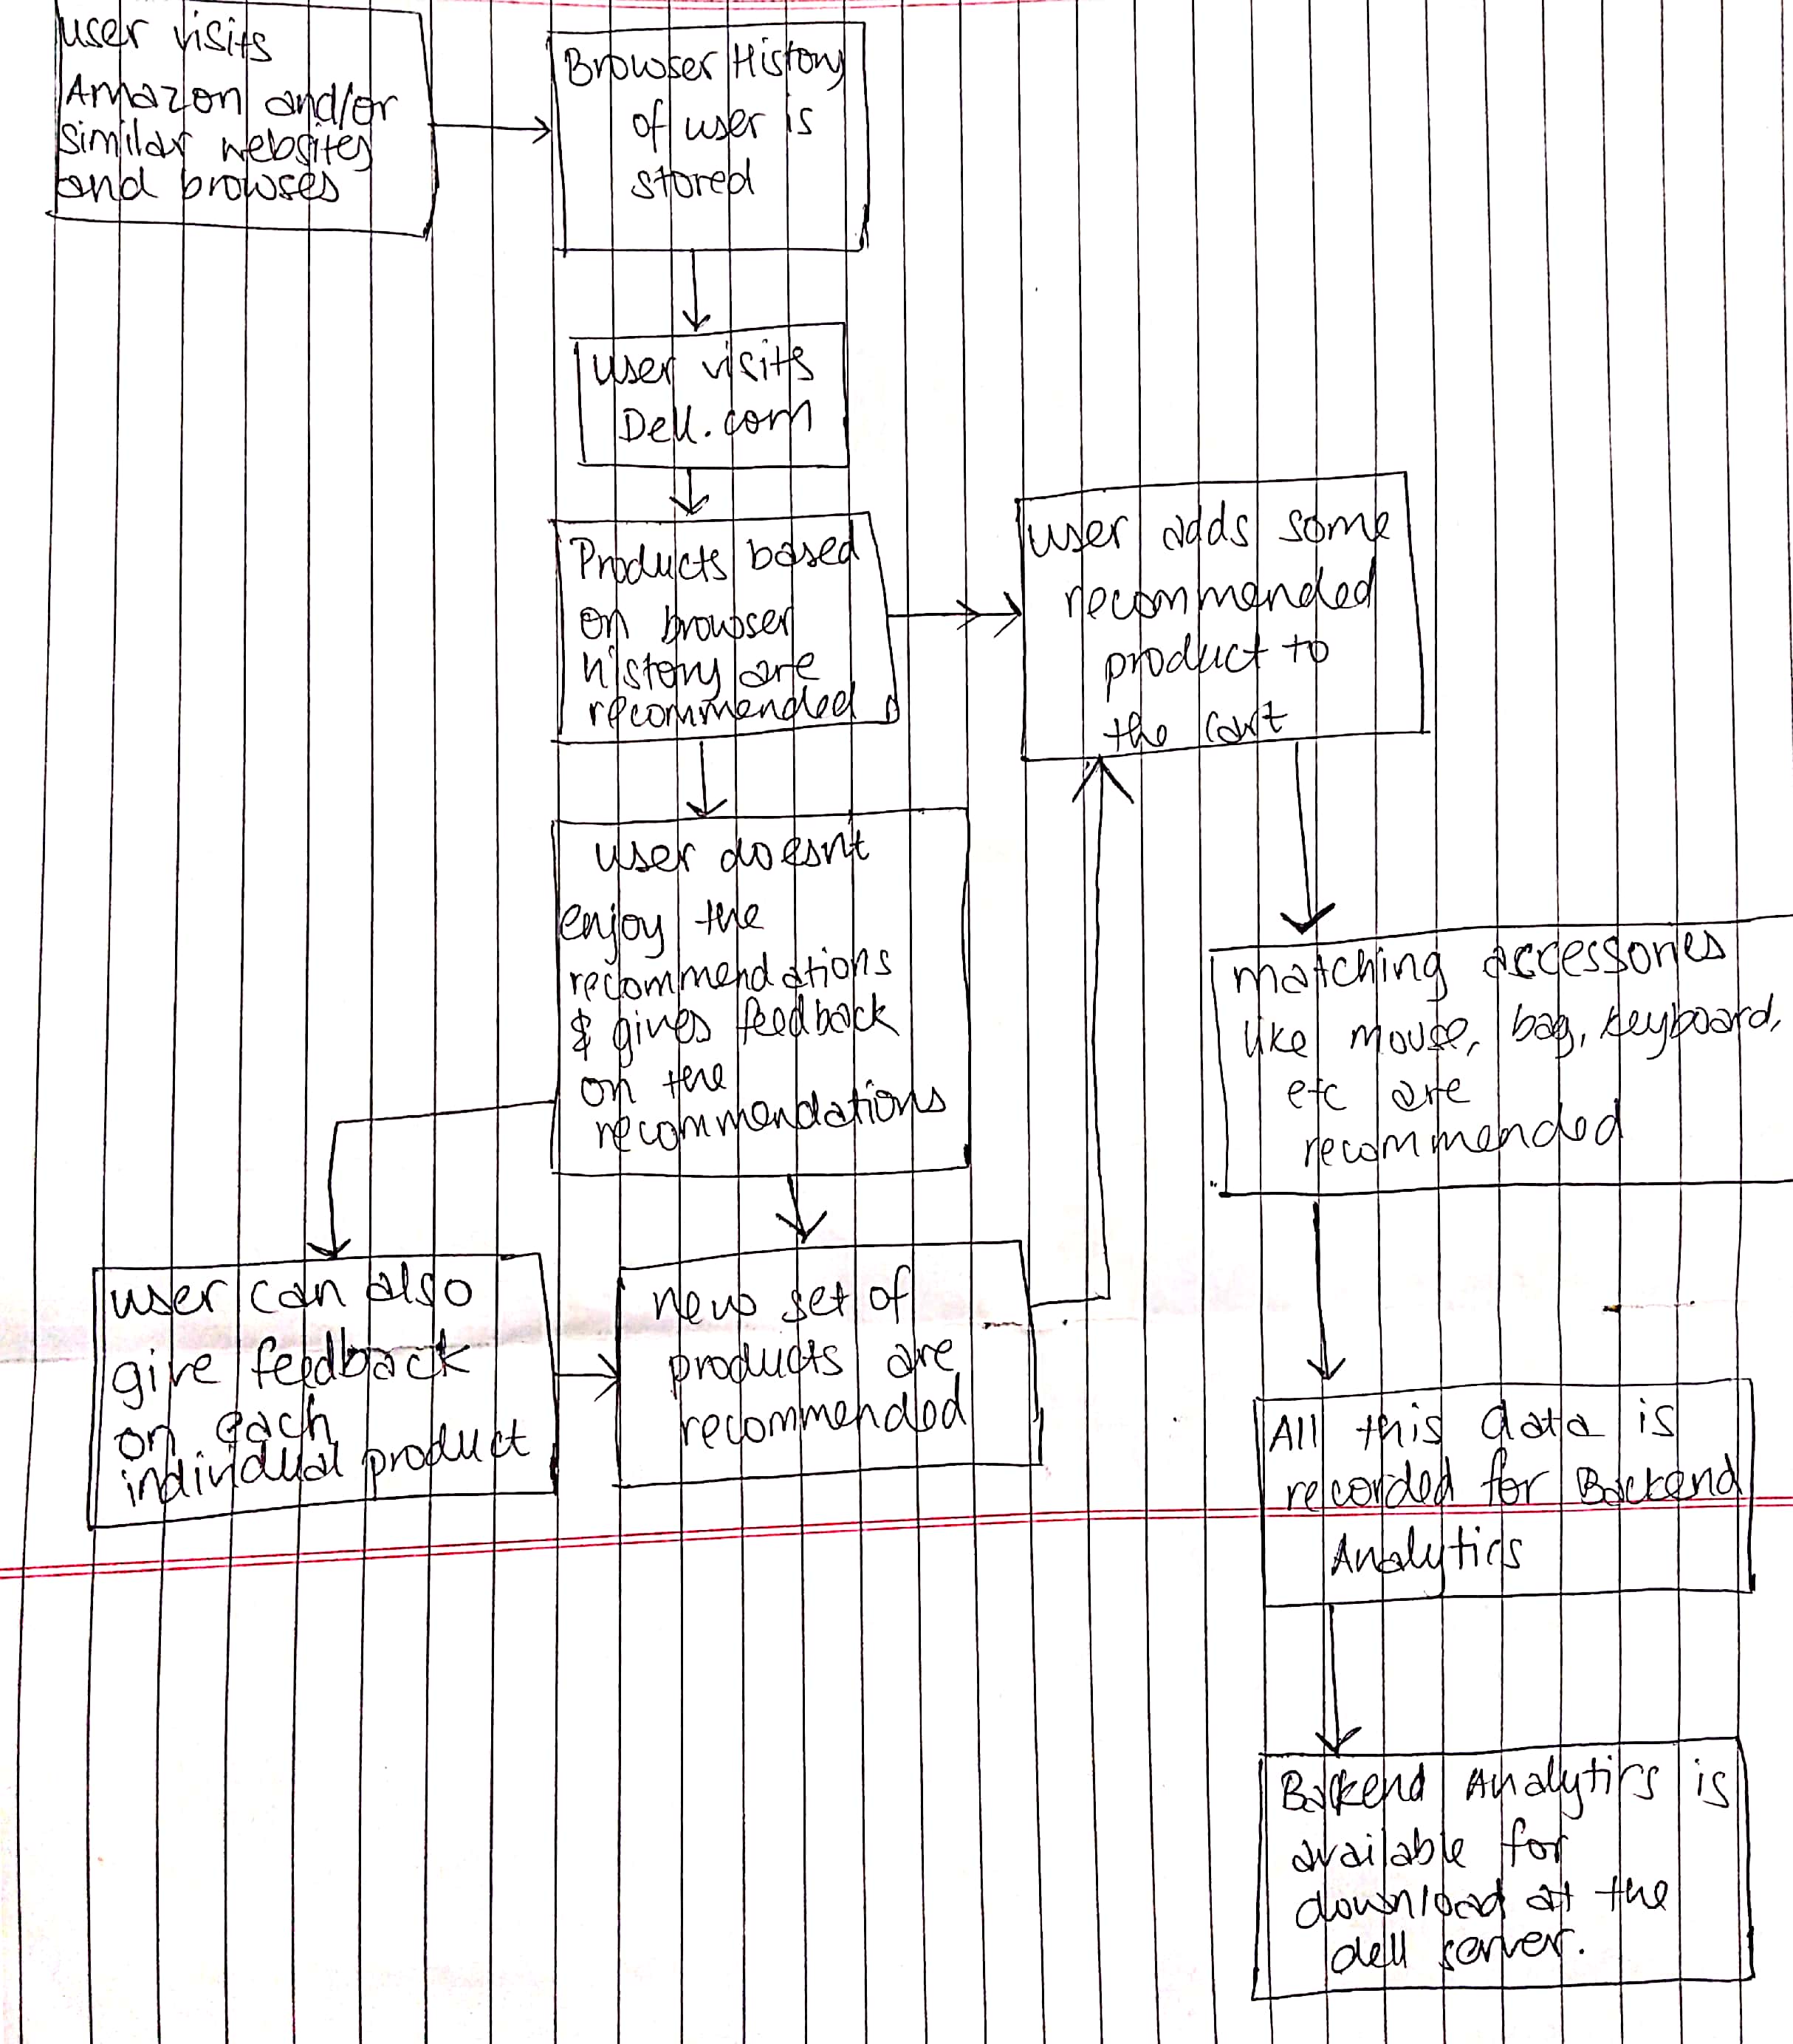 user visits
Amazon and/or
similar websites
and browses
Browser History
of user is
stored
user visits
Dell.com
Products based
on browser
history are
recommended
user adds some
recommended
product to
the cart
user doesnt
enjoy the
recommendations
& gives feedback
on the
recommendations
matching accessories
like mouse, bag, keyboard,
etc are
recommended
user can also
give feedback
on each
individual product
new set of
products are
recommended
All this data is
recorded for Backend
Analytics
Backend Analytics is
available for
download at the
dell server.